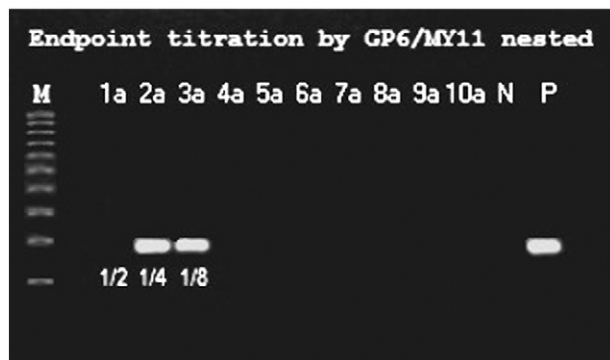 Endpoint titration by GP6/MY11 nested
M 1a 2a 3a 4a 5a 6a 7a 8a 9a 10a N P
1/2 1/4 1/8